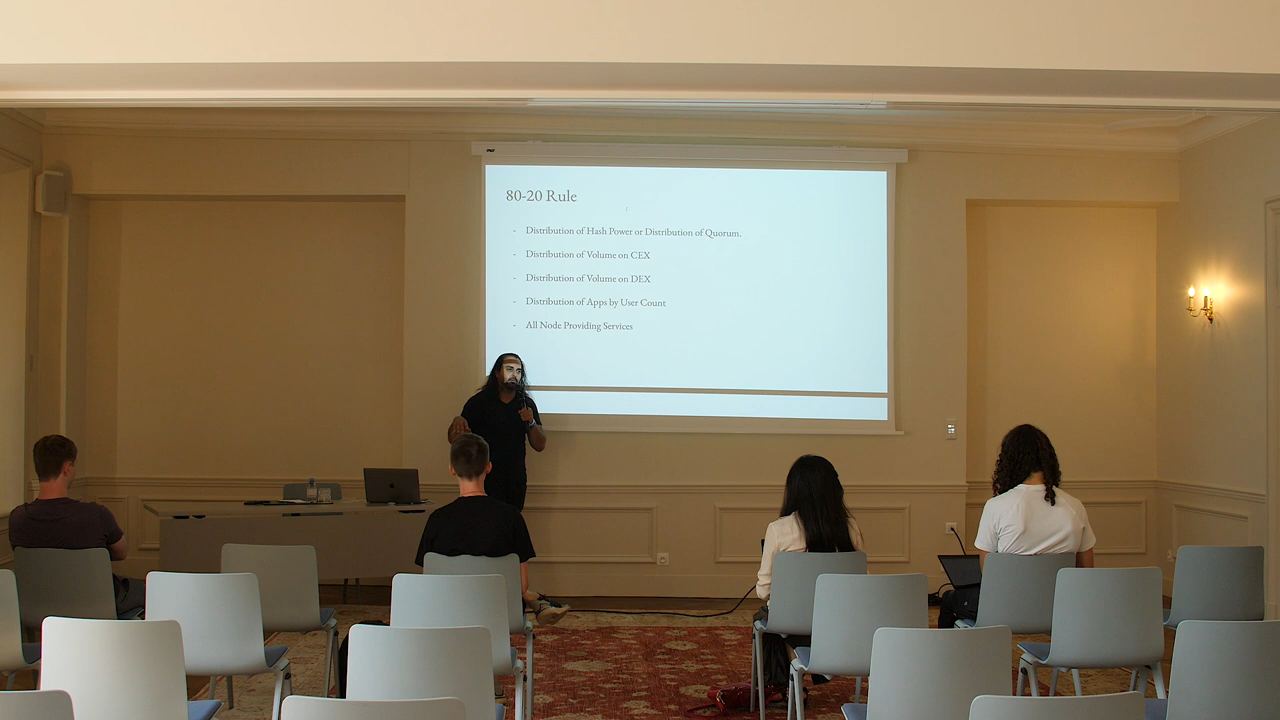 80-20 Rule
- Distribution of Hash Power or Distribution of Quorum.
- Distribution of Volume on CEX
- Distribution of Volume on DEX
- Distribution of Apps by User Count
- All Node Providing Services